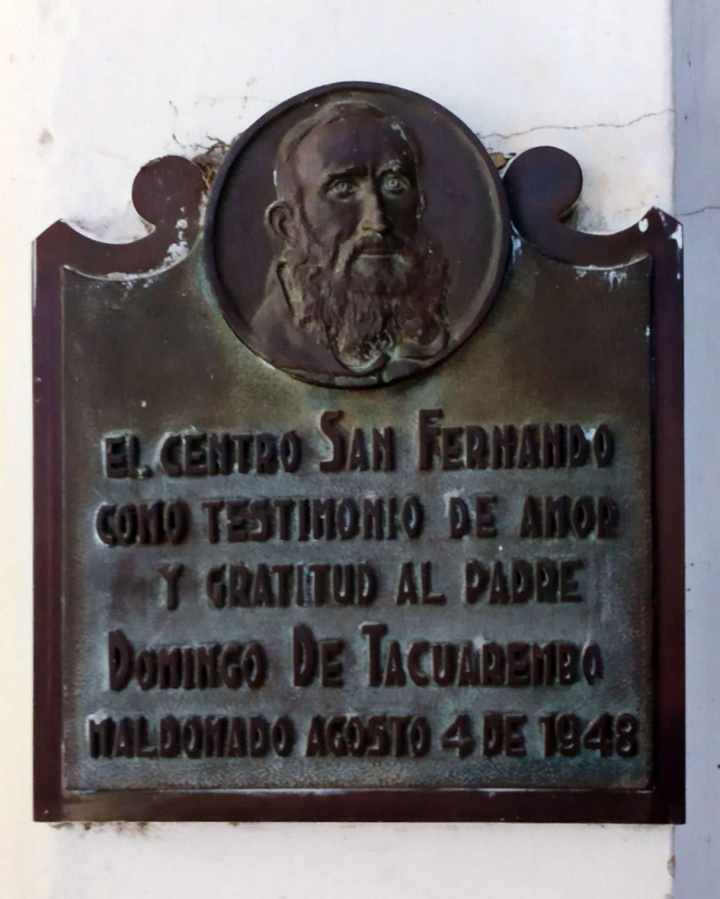 EL CENTRO SAN FERNANDO
COMO TESTIMONIO DE AMOR
Y GRATITUD AL PADRE
DOMINGO DE TACUAREMBO
MALDONADO AGOSTO 4 DE 1948